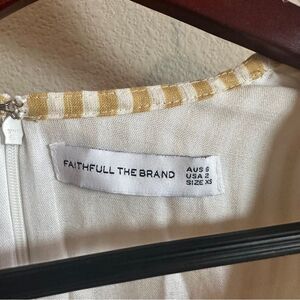 FAITHFULL THE BRAND
AUS 6
USA 2
SIZE XS